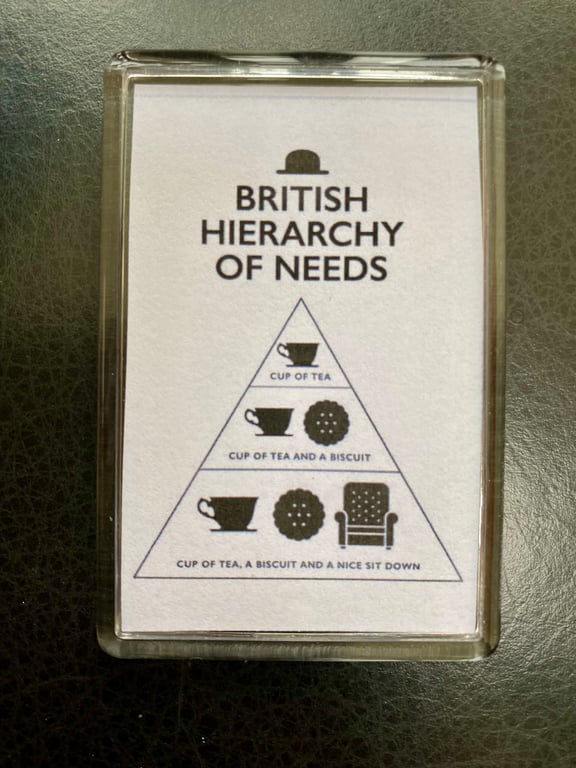 BRITISH
HIERARCHY
OF NEEDS
CUP OF TEA
CUP OF TEA AND A BISCUIT
CUP OF TEA, A BISCUIT AND A NICE SIT DOWN